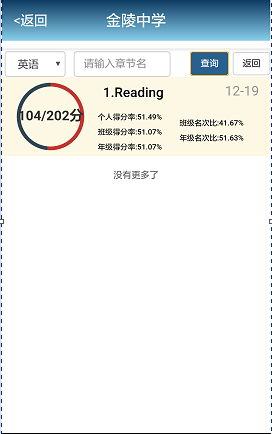 <返回 金陵中学
英语 请输入章节名 查询 返回
1.Reading 12-19
104/202分
个人得分率:51.49%
班级名次比:41.67%
班级得分率:51.07%
年级名次比:51.63%
年级得分率:51.07%
没有更多了